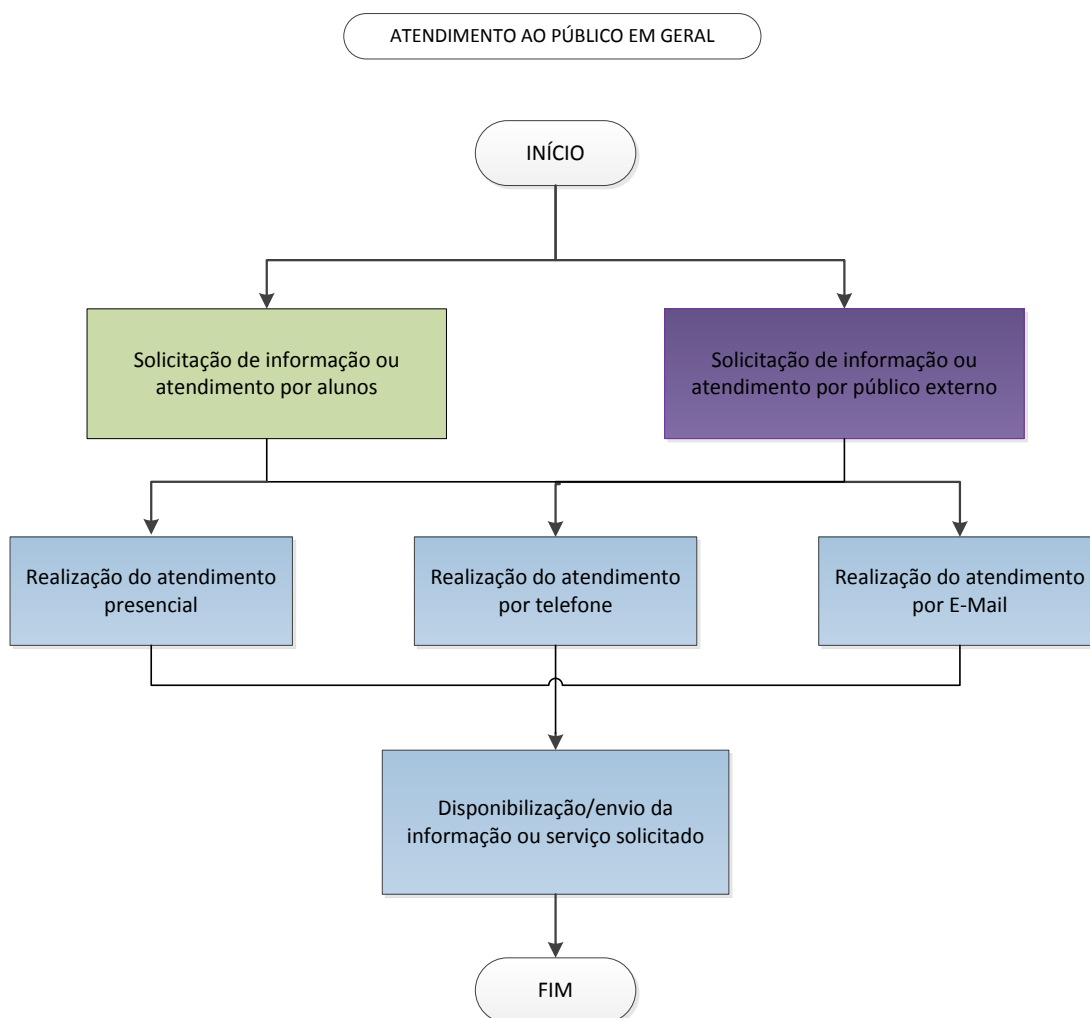 ATENDIMENTO AO PÚBLICO EM GERAL
INÍCIO
Solicitação de informação ou
atendimento por alunos
Solicitação de informação ou
atendimento por público externo
Realização do atendimento
presencial
Realização do atendimento
por telefone
Realização do atendimento
por E-Mail
Disponibilização/envio da
informação ou serviço solicitado
FIM